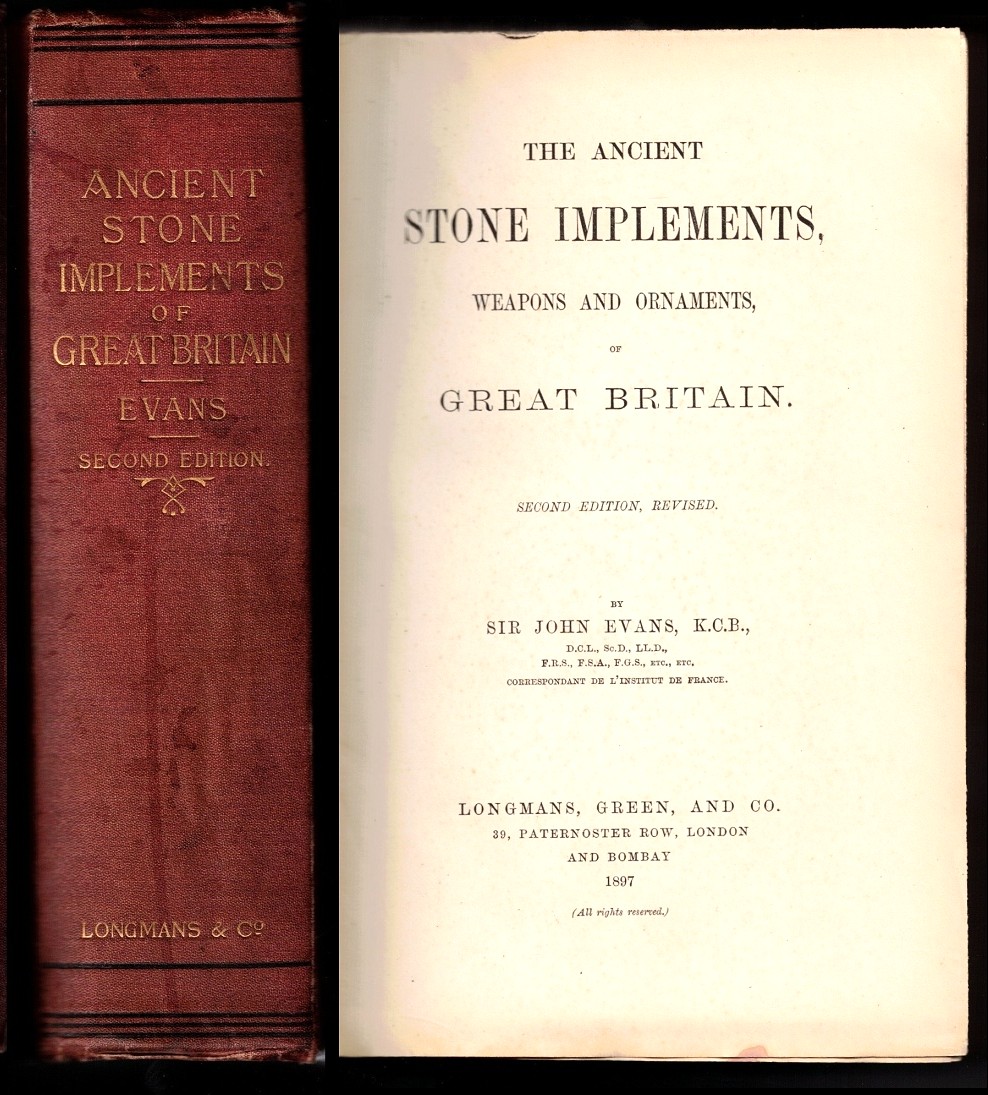 ANCIENT
STONE
IMPLEMENTS
OF
GREAT BRITAIN
EVANS
SECOND EDITION.
LONGMANS & Cº
THE ANCIENT
STONE IMPLEMENTS,
WEAPONS AND ORNAMENTS,
OF
GREAT BRITAIN.
SECOND EDITION, REVISED.
BY
SIR JOHN EVANS, K.C.B.,
D.C.L., Sc.D., LL.D.,
F.R.S., F.S.A., F.G.S., ETC., ETC.
CORRESPONDANT DE L'INSTITUT DE FRANCE.
LONGMANS, GREEN, AND CO.
39, PATERNOSTER ROW, LONDON
AND BOMBAY
1897
(All rights reserved.)